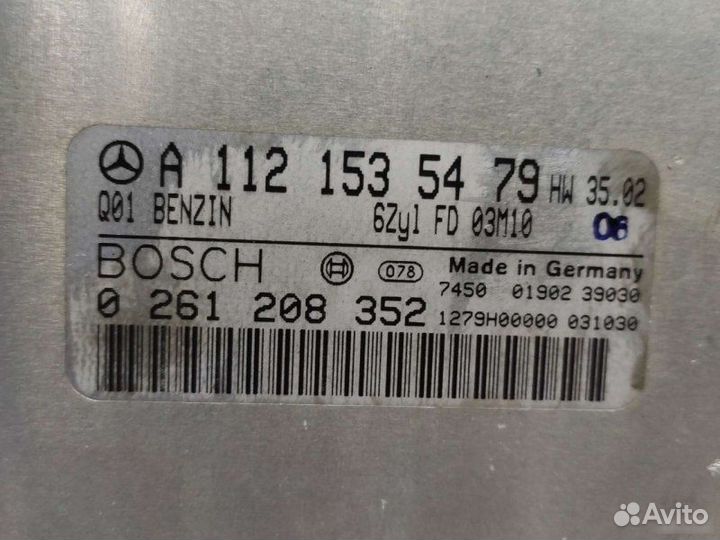 A 112 153 54 79 HW 35.02
Q01 BENZIN 6Zyl FD 03M10 06
BOSCH 078 Made in Germany
7450 01902 39030
0 261 208 352 1279H00000 031030
Avito